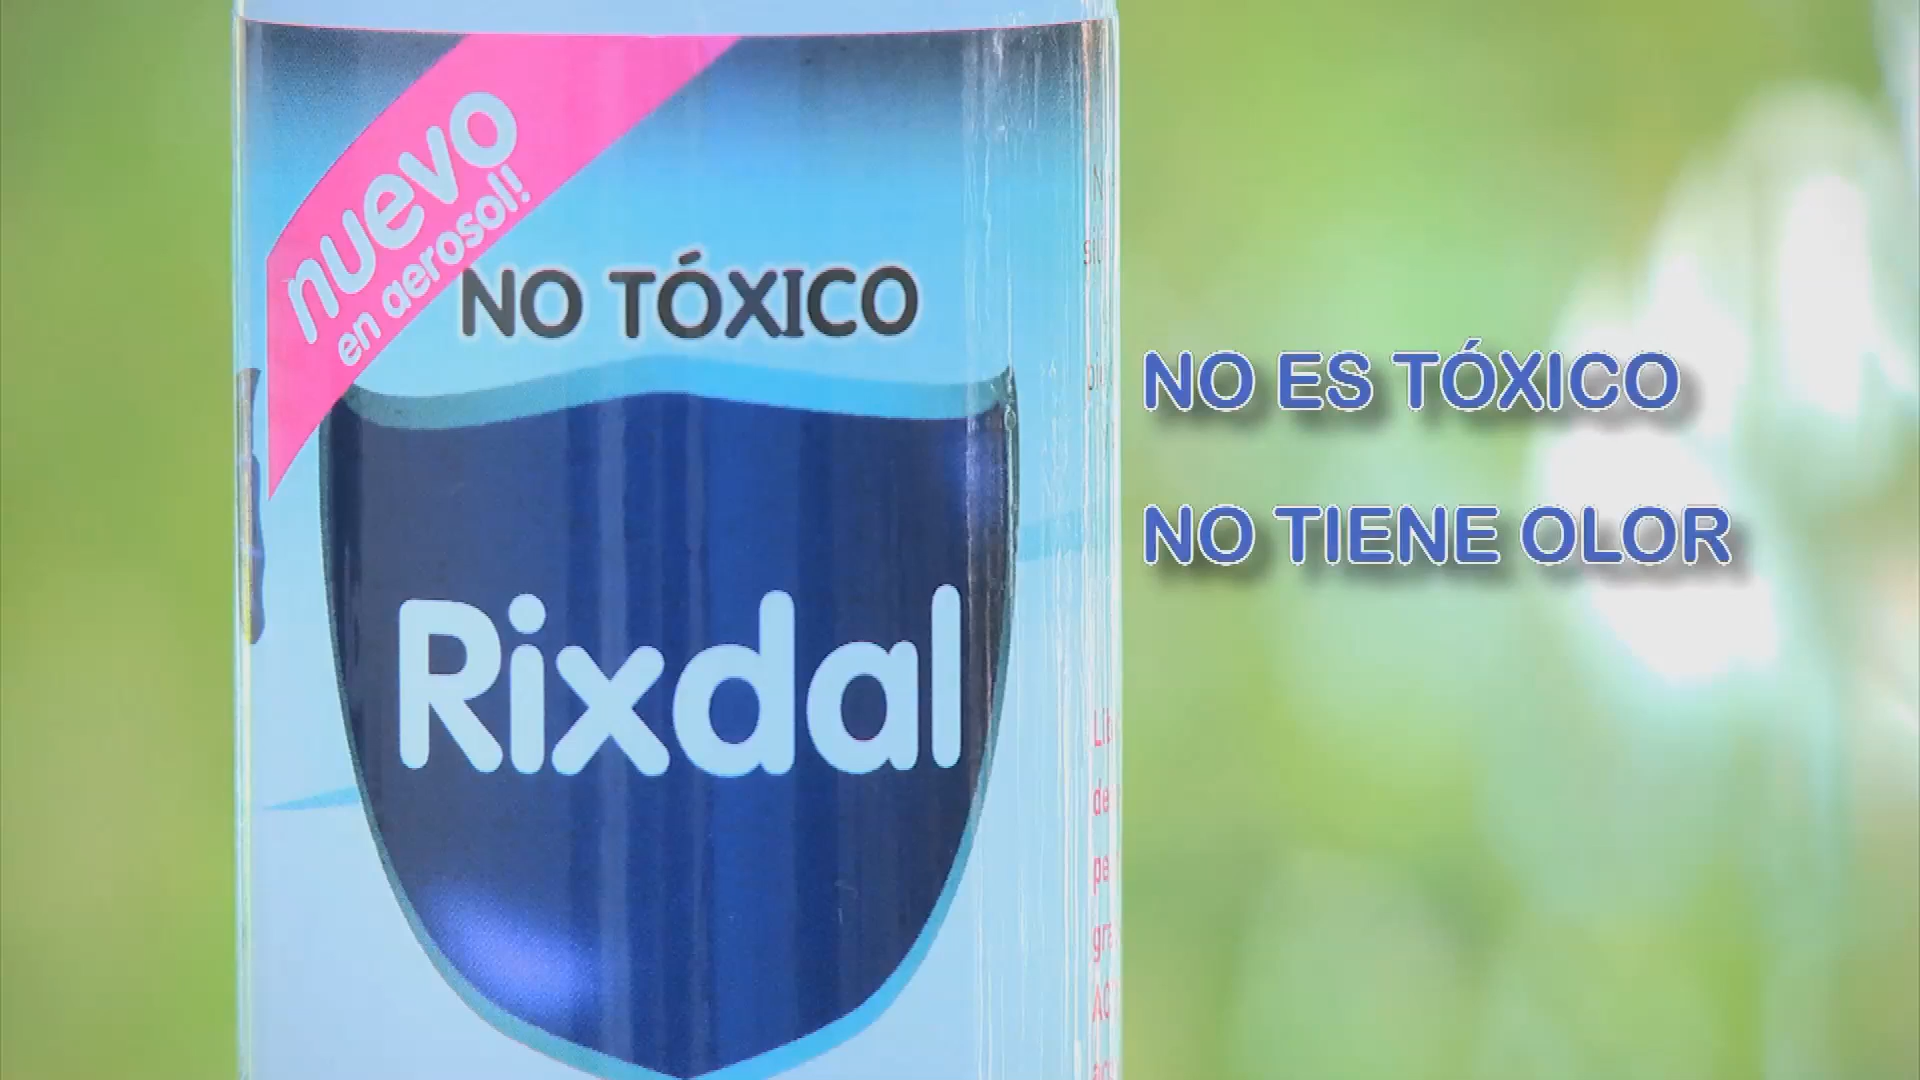 nuevo
en aerosol!
NO TÓXICO
Rixdal
NO ES TÓXICO
NO TIENE OLOR